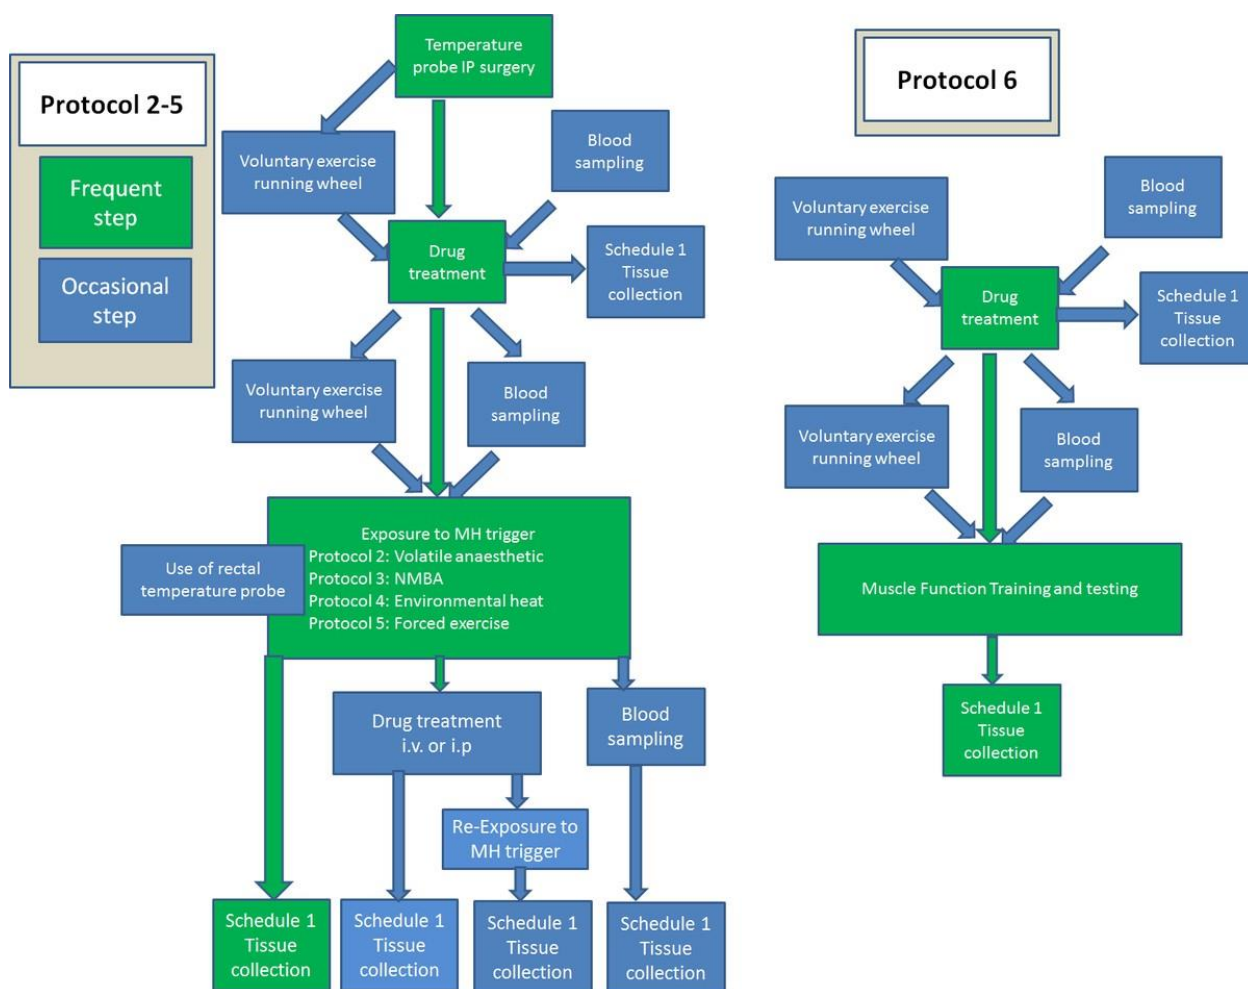 Protocol 2-5
Frequent
step
Occasional
step
Temperature
probe IP surgery
Voluntary exercise
running wheel
Blood
sampling
Drug
treatment
Schedule 1
Tissue
collection
Voluntary exercise
running wheel
Blood
sampling
Use of rectal
temperature probe
Exposure to MH trigger
Protocol 2: Volatile anaesthetic
Protocol 3: NMBA
Protocol 4: Environmental heat
Protocol 5: Forced exercise
Drug treatment
i.v. or i.p
Blood
sampling
Re-Exposure to
MH trigger
Schedule 1
Tissue
collection
Schedule 1
Tissue
collection
Schedule 1
Tissue
collection
Schedule 1
Tissue
collection
Protocol 6
Voluntary exercise
running wheel
Blood
sampling
Drug
treatment
Schedule 1
Tissue
collection
Voluntary exercise
running wheel
Blood
sampling
Muscle Function Training and testing
Schedule 1
Tissue
collection